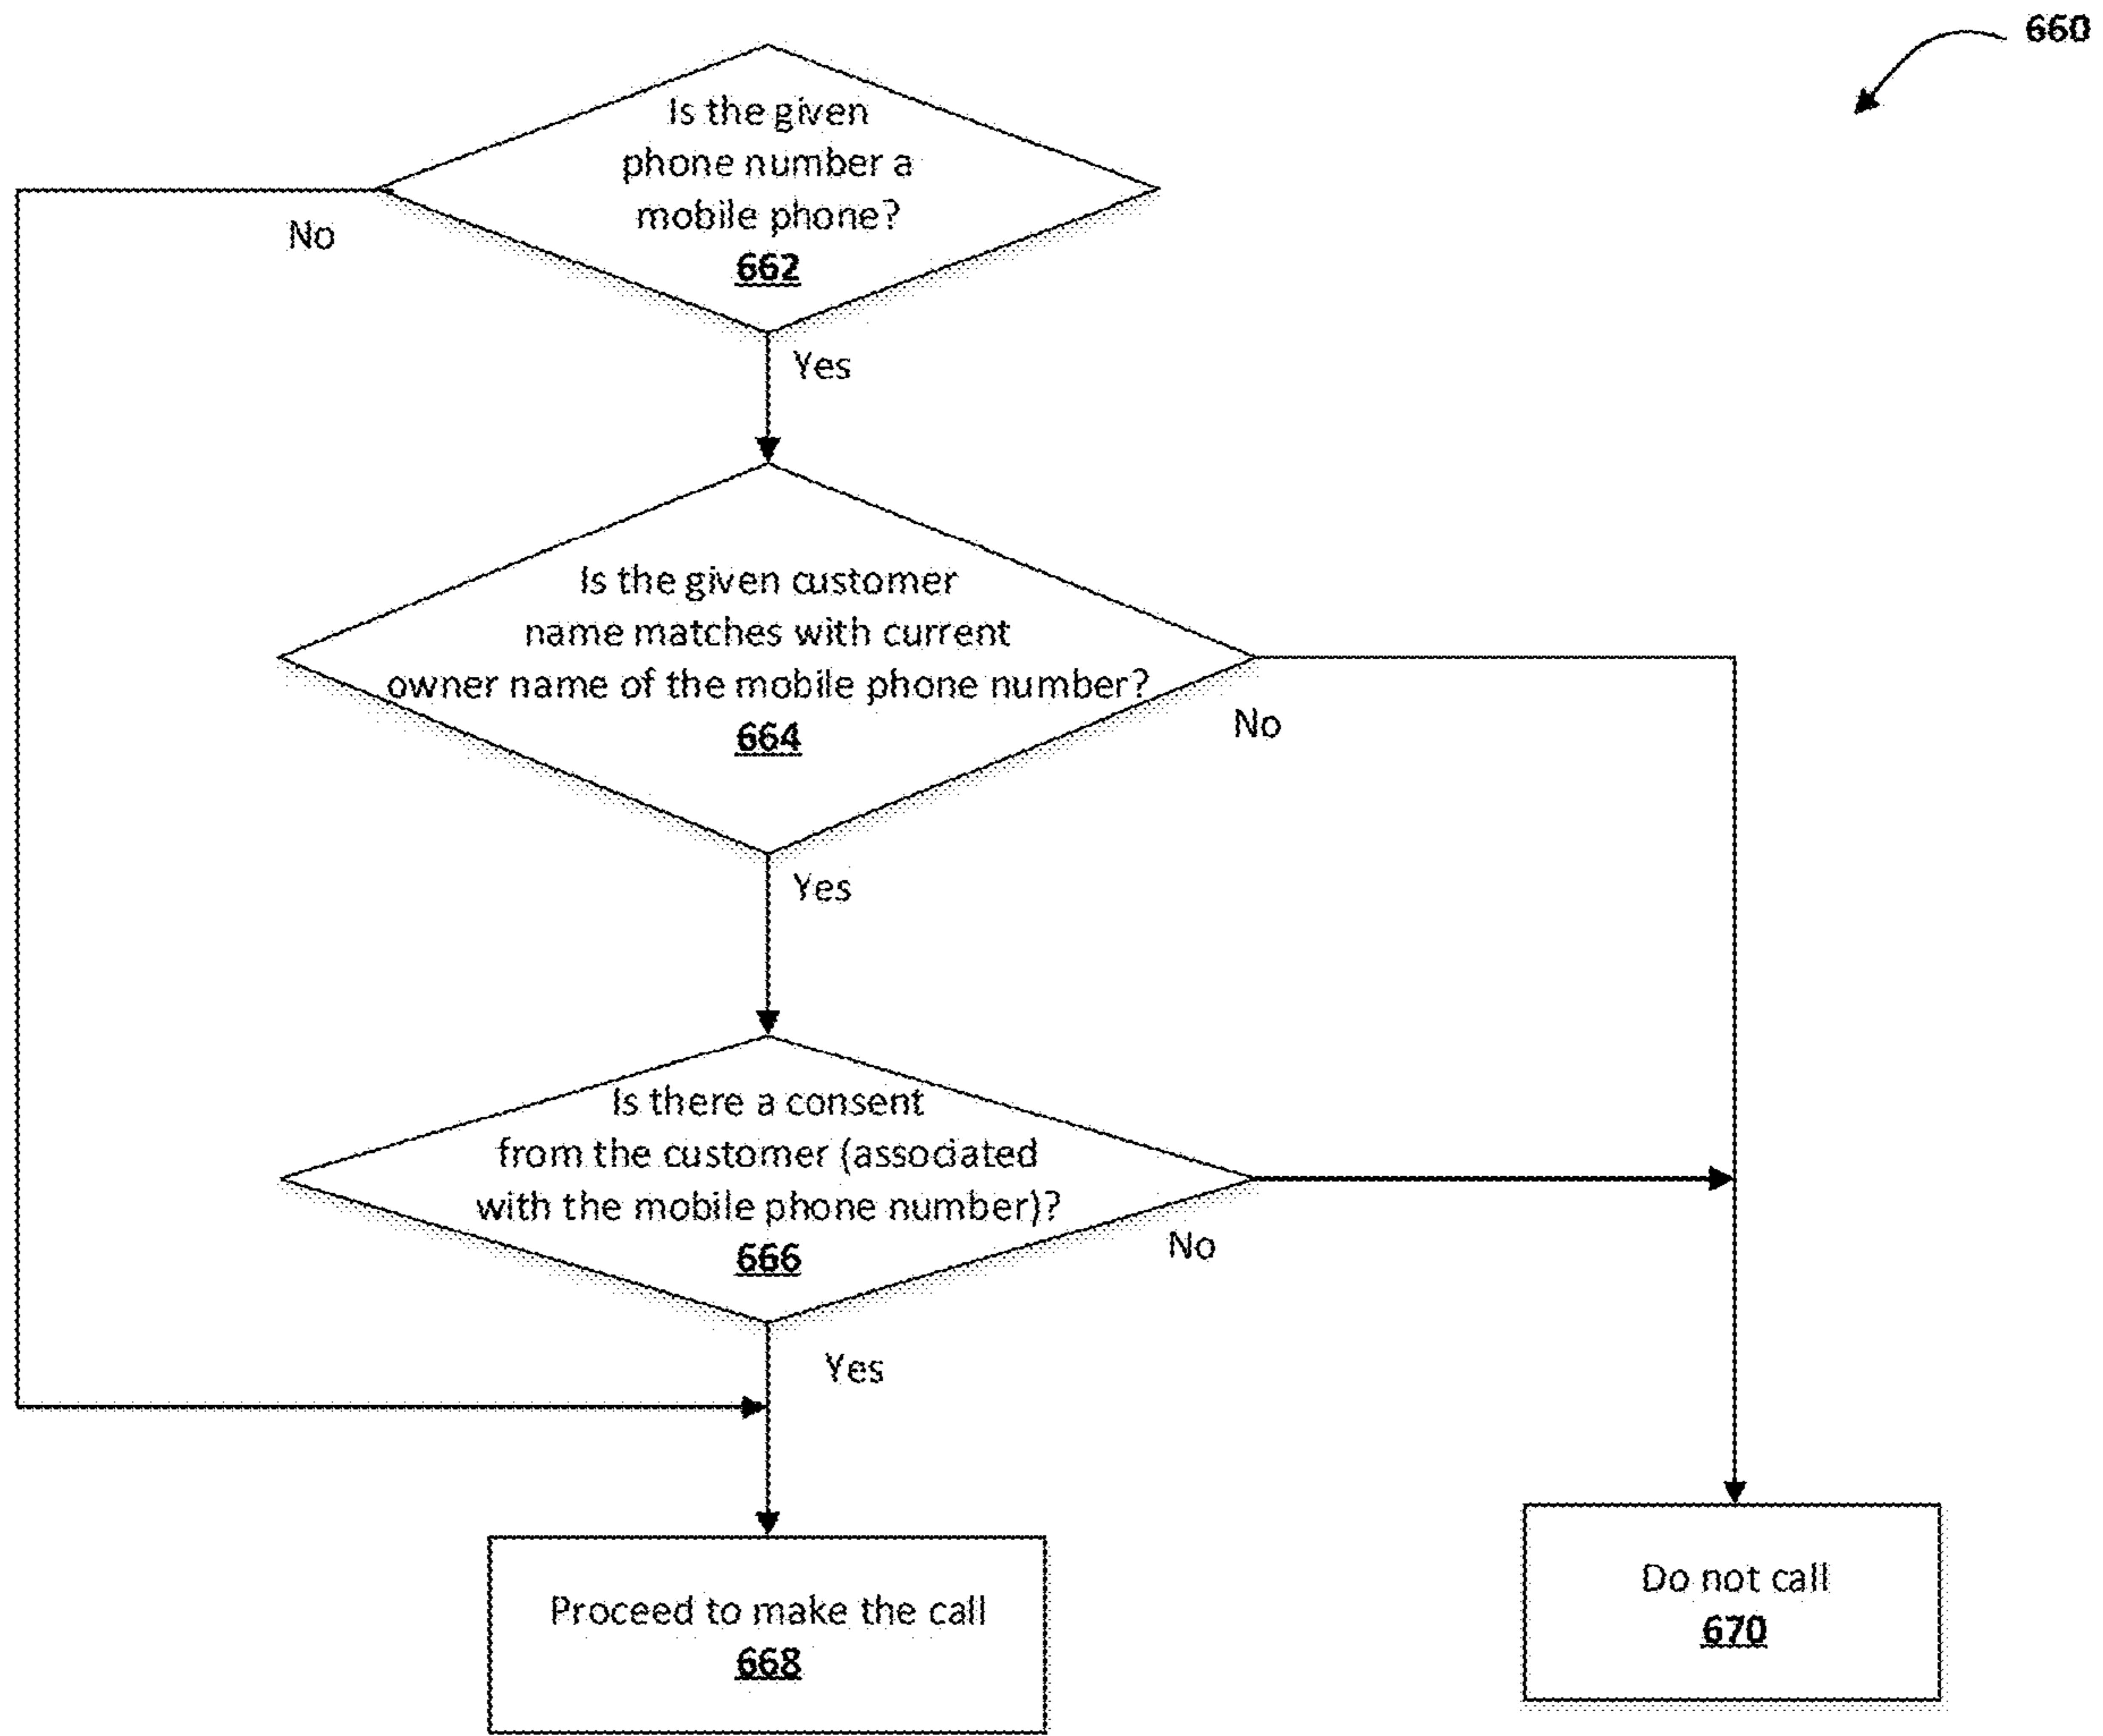 660
Is the given
phone number a
mobile phone?
662
No
Yes
Is the given customer
name matches with current
owner name of the mobile phone number?
664
No
Yes
Is there a consent
from the customer (associated
with the mobile phone number)?
666
No
Yes
Proceed to make the call
668
Do not call
670